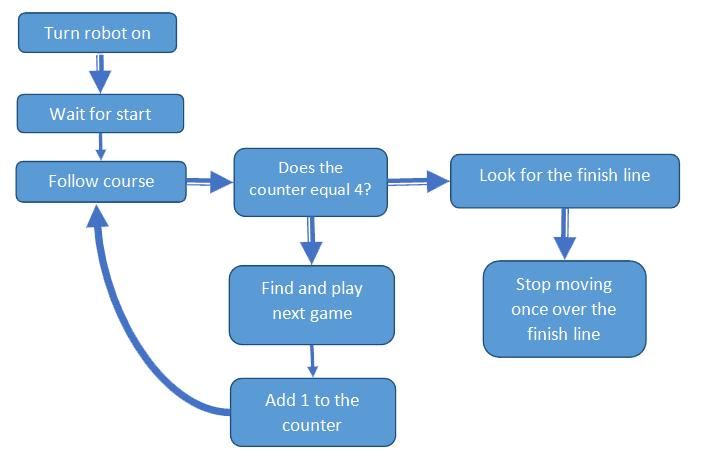 Turn robot on
Wait for start
Follow course
Does the
counter equal 4?
Look for the finish line
Find and play
next game
Stop moving
once over the
finish line
Add 1 to the
counter